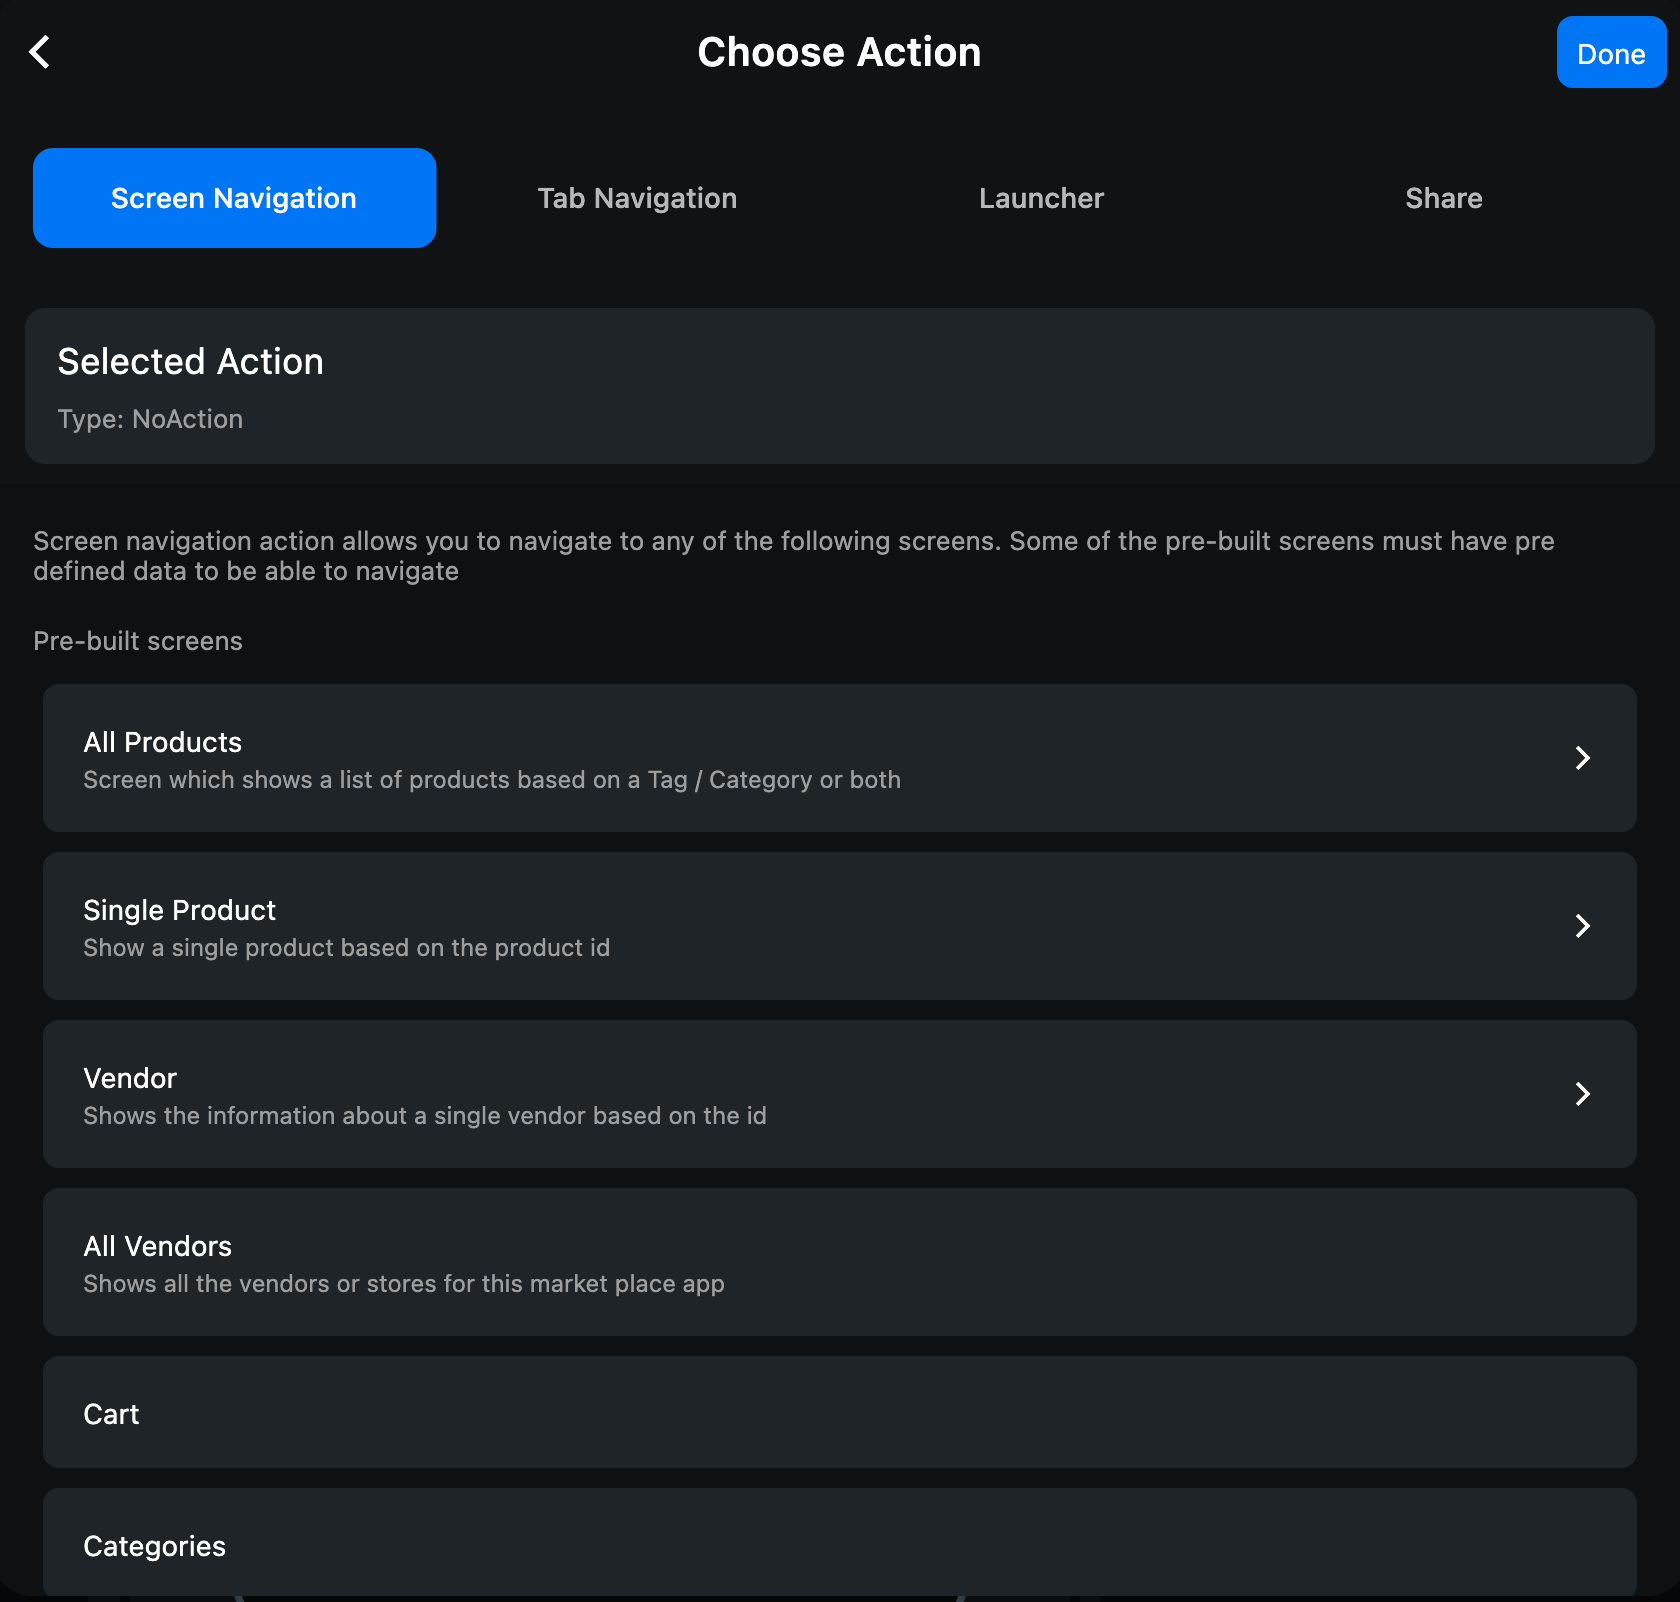 Choose Action
Done
Screen Navigation
Tab Navigation
Launcher
Share
Selected Action
Type: NoAction
Screen navigation action allows you to navigate to any of the following screens. Some of the pre-built screens must have pre
defined data to be able to navigate
Pre-built screens
All Products
Screen which shows a list of products based on a Tag / Category or both
Single Product
Show a single product based on the product id
Vendor
Shows the information about a single vendor based on the id
All Vendors
Shows all the vendors or stores for this market place app
Cart
Categories